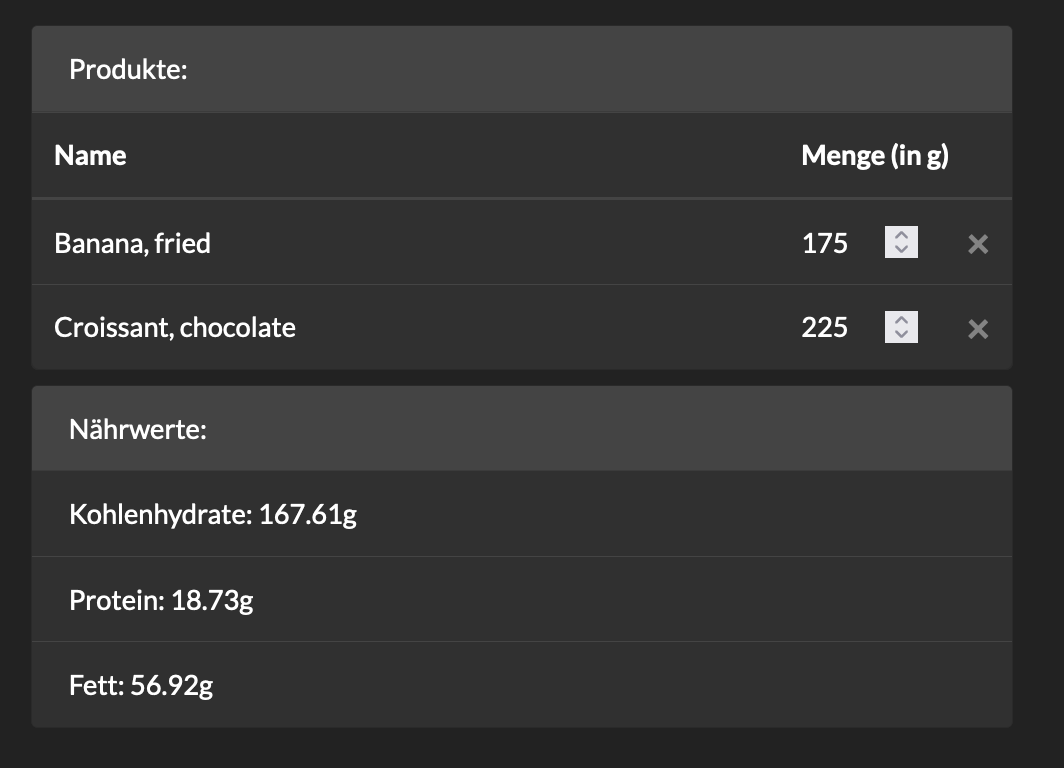 Produkte:
Name Menge (in g)
Banana, fried 175
Croissant, chocolate 225
Nährwerte:
Kohlenhydrate: 167.61g
Protein: 18.73g
Fett: 56.92g